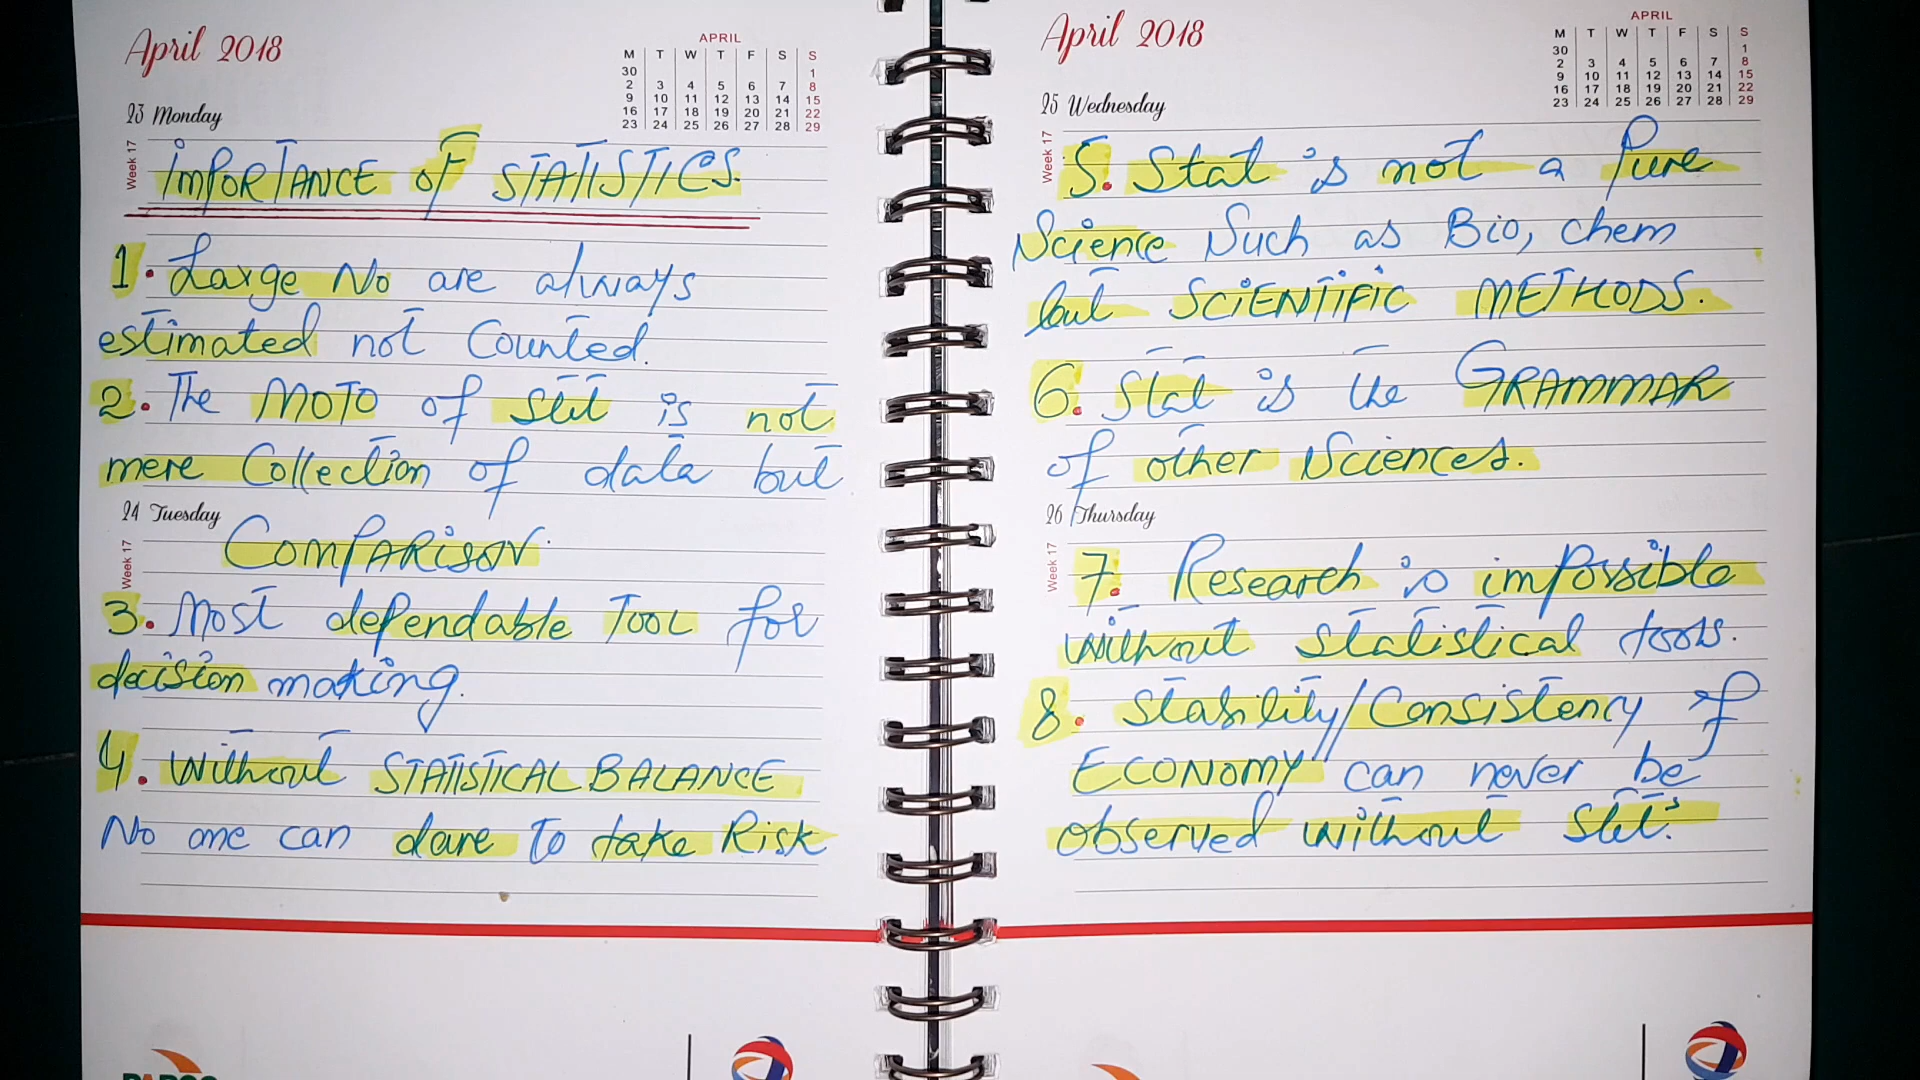 April 2018
APRIL
M T W T F S S
30 1
2 3 4 5 6 7 8
9 10 11 12 13 14 15
16 17 18 19 20 21 22
23 24 25 26 27 28 29
23 Monday
Week 17
IMPORTANCE of STATISTICS.
1. Large No are always
estimated not Counted.
2. The MOTO of stat is not
mere Collection of data but
24 Tuesday
Week 17
COMPARISON.
3. Most dependable TOOL for
decision making.
4. Without STATISTICAL BALANCE
No one can dare to take Risk
April 2018
APRIL
M T W T F S S
30 1
2 3 4 5 6 7 8
9 10 11 12 13 14 15
16 17 18 19 20 21 22
23 24 25 26 27 28 29
25 Wednesday
Week 17
5. Stat is not a Pure
Science Such as Bio, chem
but SCIENTIFIC METHODS.
6. Stat is the GRAMMAR
of other Sciences.
26 Thursday
Week 17
7. Research is impossible
without statistical tools.
8. Stability/Consistency of
ECONOMY can never be
observed without Stat.